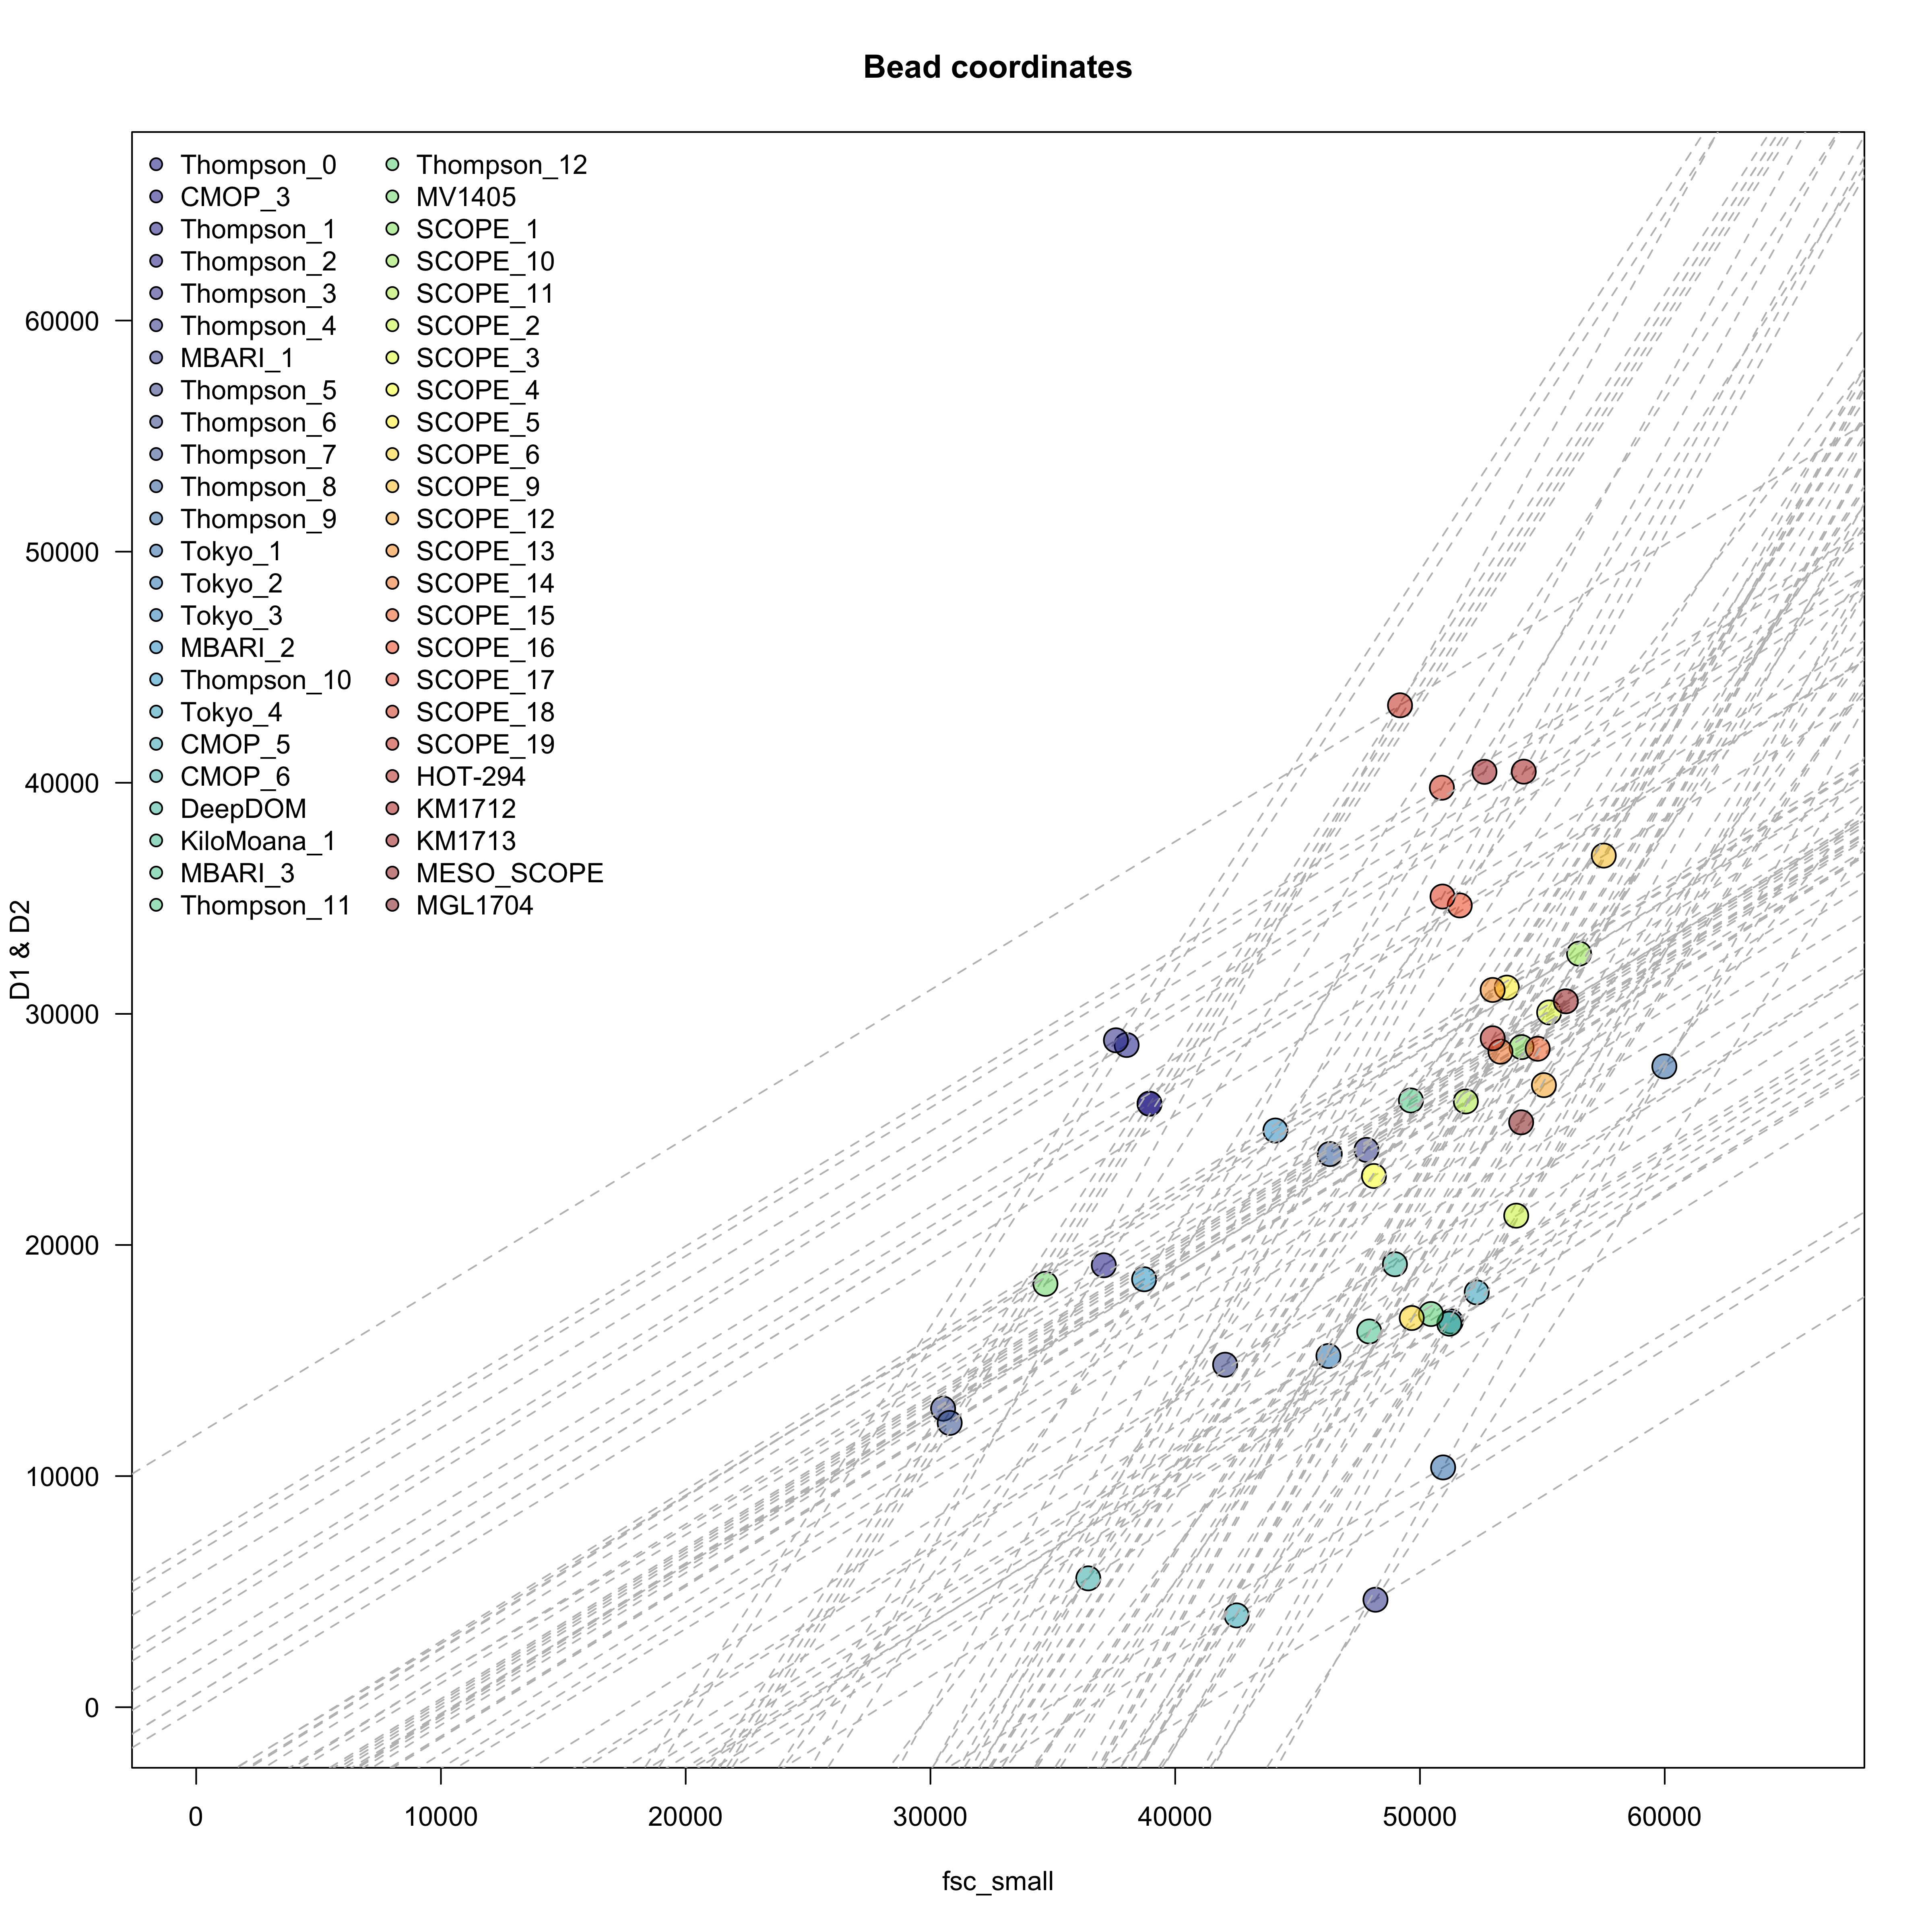 Bead coordinates
Thompson_0
CMOP_3
Thompson_1
Thompson_2
Thompson_3
Thompson_4
MBARI_1
Thompson_5
Thompson_6
Thompson_7
Thompson_8
Thompson_9
Tokyo_1
Tokyo_2
Tokyo_3
MBARI_2
Thompson_10
Tokyo_4
CMOP_5
CMOP_6
DeepDOM
KiloMoana_1
MBARI_3
Thompson_11
Thompson_12
MV1405
SCOPE_1
SCOPE_10
SCOPE_11
SCOPE_2
SCOPE_3
SCOPE_4
SCOPE_5
SCOPE_6
SCOPE_9
SCOPE_12
SCOPE_13
SCOPE_14
SCOPE_15
SCOPE_16
SCOPE_17
SCOPE_18
SCOPE_19
HOT-294
KM1712
KM1713
MESO_SCOPE
MGL1704
D1 & D2
60000
50000
40000
30000
20000
10000
0
0 10000 20000 30000 40000 50000 60000
fsc_small